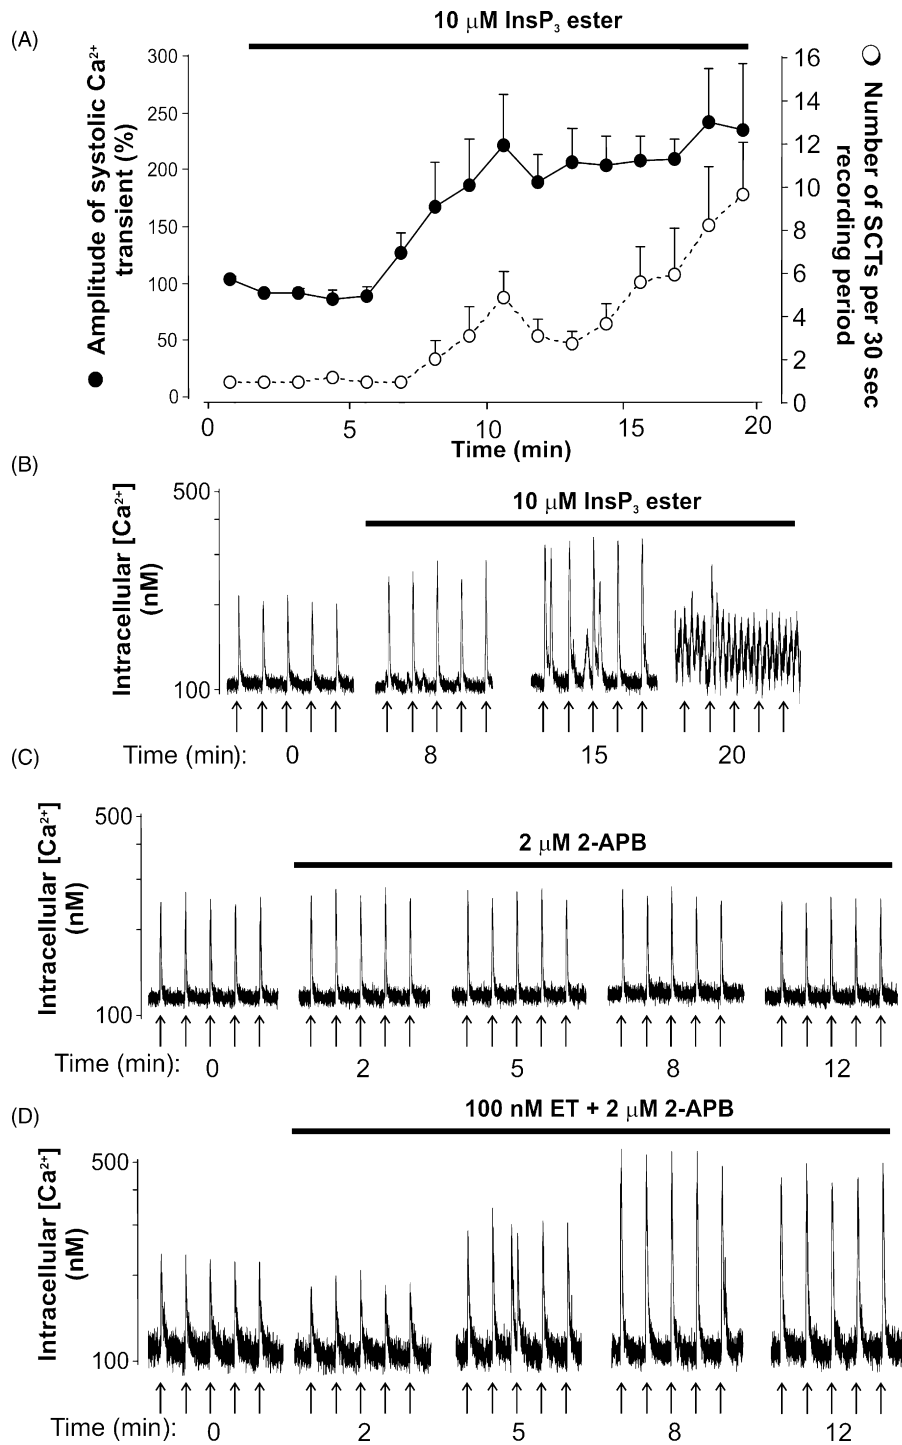 (A)
10 μM InsP3 ester
● Amplitude of systolic Ca2+
transient (%)
300
250
200
150
100
50
0
16
14
12
10
8
6
4
2
0
○ Number of SCTs per 30 sec
recording period
0 5 10 15 20
Time (min)
(B)
10 μM InsP3 ester
Intracellular [Ca2+]
(nM)
500
100
Time (min): 0 8 15 20
(C)
2 μM 2-APB
Intracellular [Ca2+]
(nM)
500
100
Time (min): 0 2 5 8 12
(D)
100 nM ET + 2 μM 2-APB
Intracellular [Ca2+]
(nM)
500
100
Time (min): 0 2 5 8 12